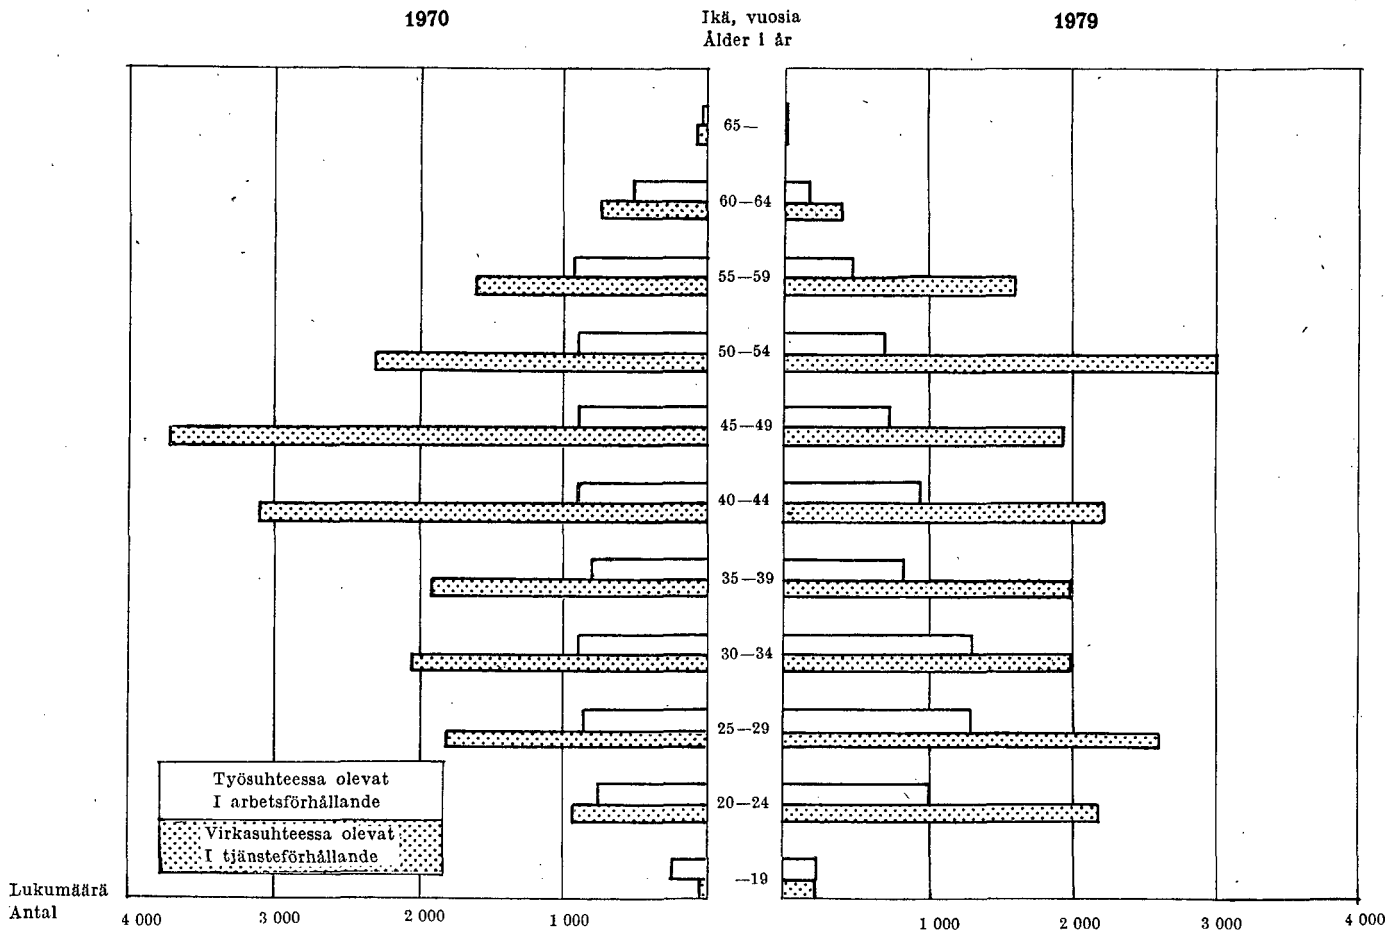 1970
Ikä, vuosia
Ålder i år
1979
65—
60—64
55—59
50—54
45—49
40—44
35—39
30—34
25—29
20—24
—19
Työsuhteessa olevat
I arbetsförhållande
Virkasuhteessa olevat
I tjänsteförhållande
Lukumäärä
Antal
4 000 3 000 2 000 1 000 1 000 2 000 3 000 4 000